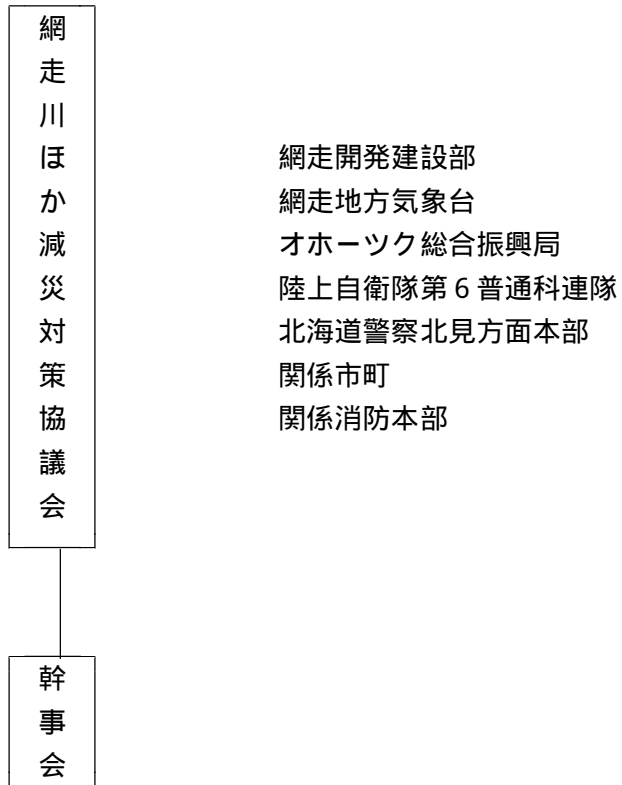 網走川ほか減災対策協議会
網走開発建設部
網走地方気象台
オホーツク総合振興局
陸上自衛隊第６普通科連隊
北海道警察北見方面本部
関係市町
関係消防本部
幹事会